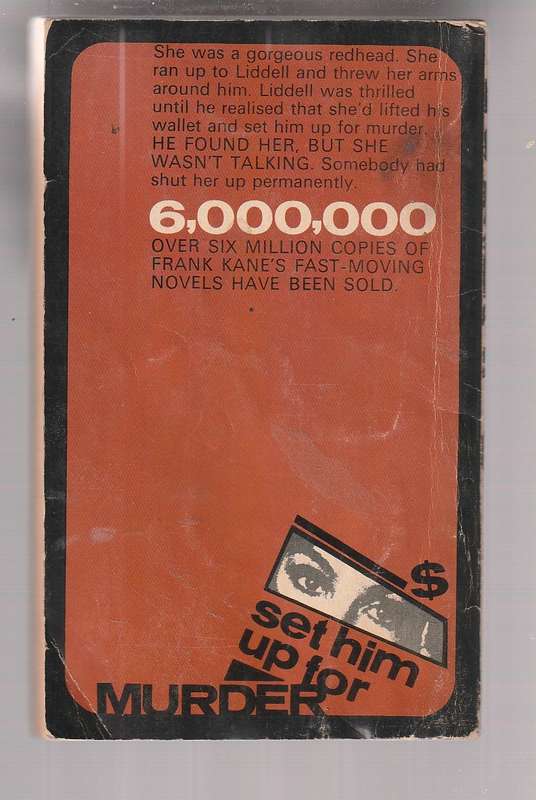 She was a gorgeous redhead. She
ran up to Liddell and threw her arms
around him. Liddell was thrilled
until he realised that she'd lifted his
wallet and set him up for murder.
HE FOUND HER, BUT SHE
WASN'T TALKING. Somebody had
shut her up permanently.
6,000,000
OVER SIX MILLION COPIES OF
FRANK KANE'S FAST-MOVING
NOVELS HAVE BEEN SOLD.
$
set him
up for
MURDER